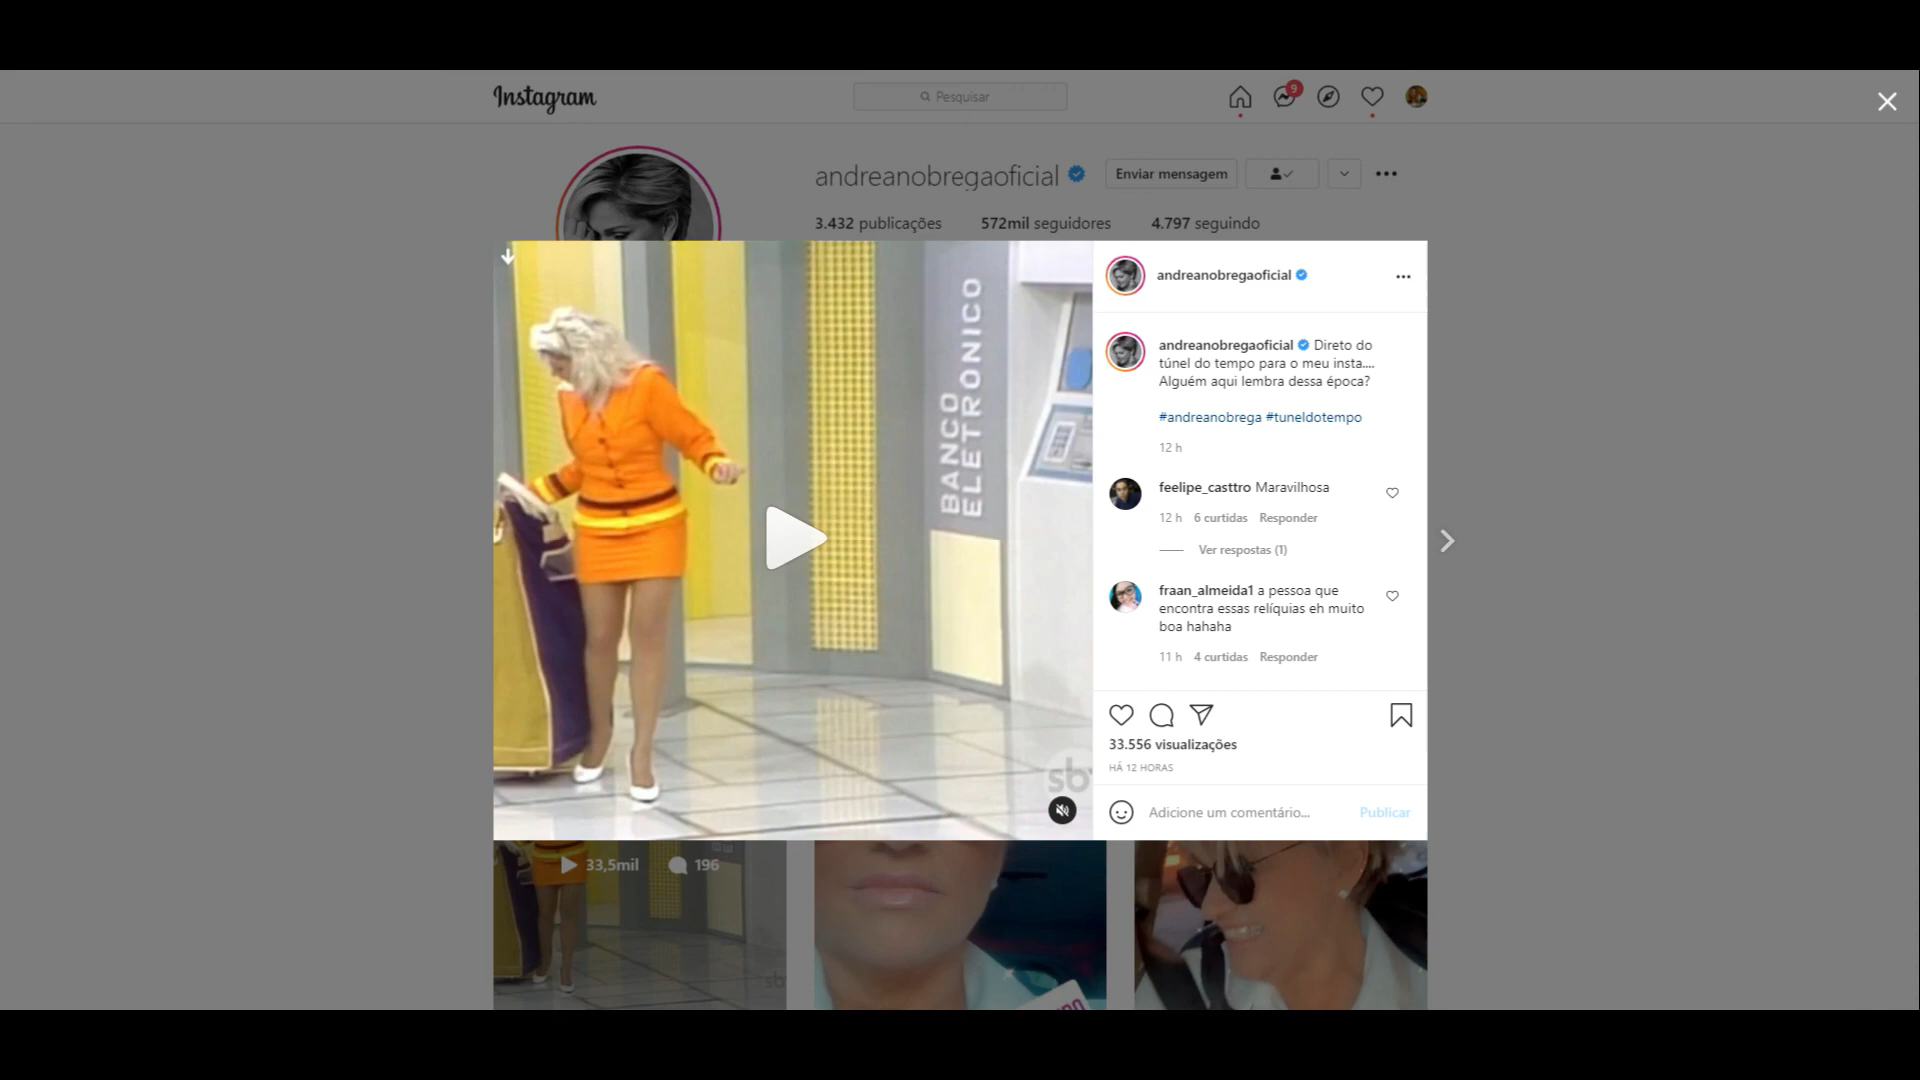 Instagram
Pesquisar
9
andreanobregaoficial
Enviar mensagem
3.432 publicações 572mil seguidores 4.797 seguindo
BANCO
ELETRÔNICO
sb
andreanobregaoficial
andreanobregaoficial Direto do
túnel do tempo para o meu insta....
Alguém aqui lembra dessa época?
#andreanobrega #tuneldotempo
12 h
feelipe_casttro Maravilhosa
12 h 6 curtidas Responder
Ver respostas (1)
fraan_almeida1 a pessoa que
encontra essas relíquias eh muito
boa hahaha
11 h 4 curtidas Responder
33.556 visualizações
HÁ 12 HORAS
Adicione um comentário... Publicar
33,5mil 196
sb